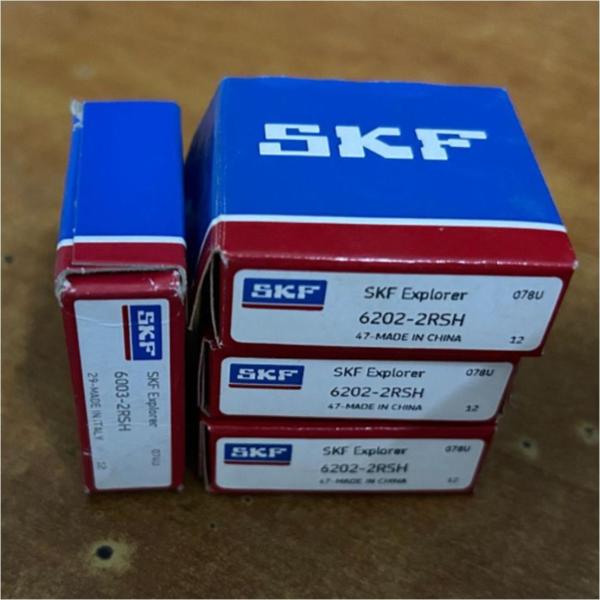 SKF
SKF
SKF Explorer
078U
6202-2RSH
47-MADE IN CHINA
12
SKF
SKF Explorer
078U
6202-2RSH
47-MADE IN CHINA
12
SKF
SKF Explorer
078U
6202-2RSH
47-MADE IN CHINA
12
SKF
SKF Explorer
6003-2RSH
29-MADE IN ITALY
12